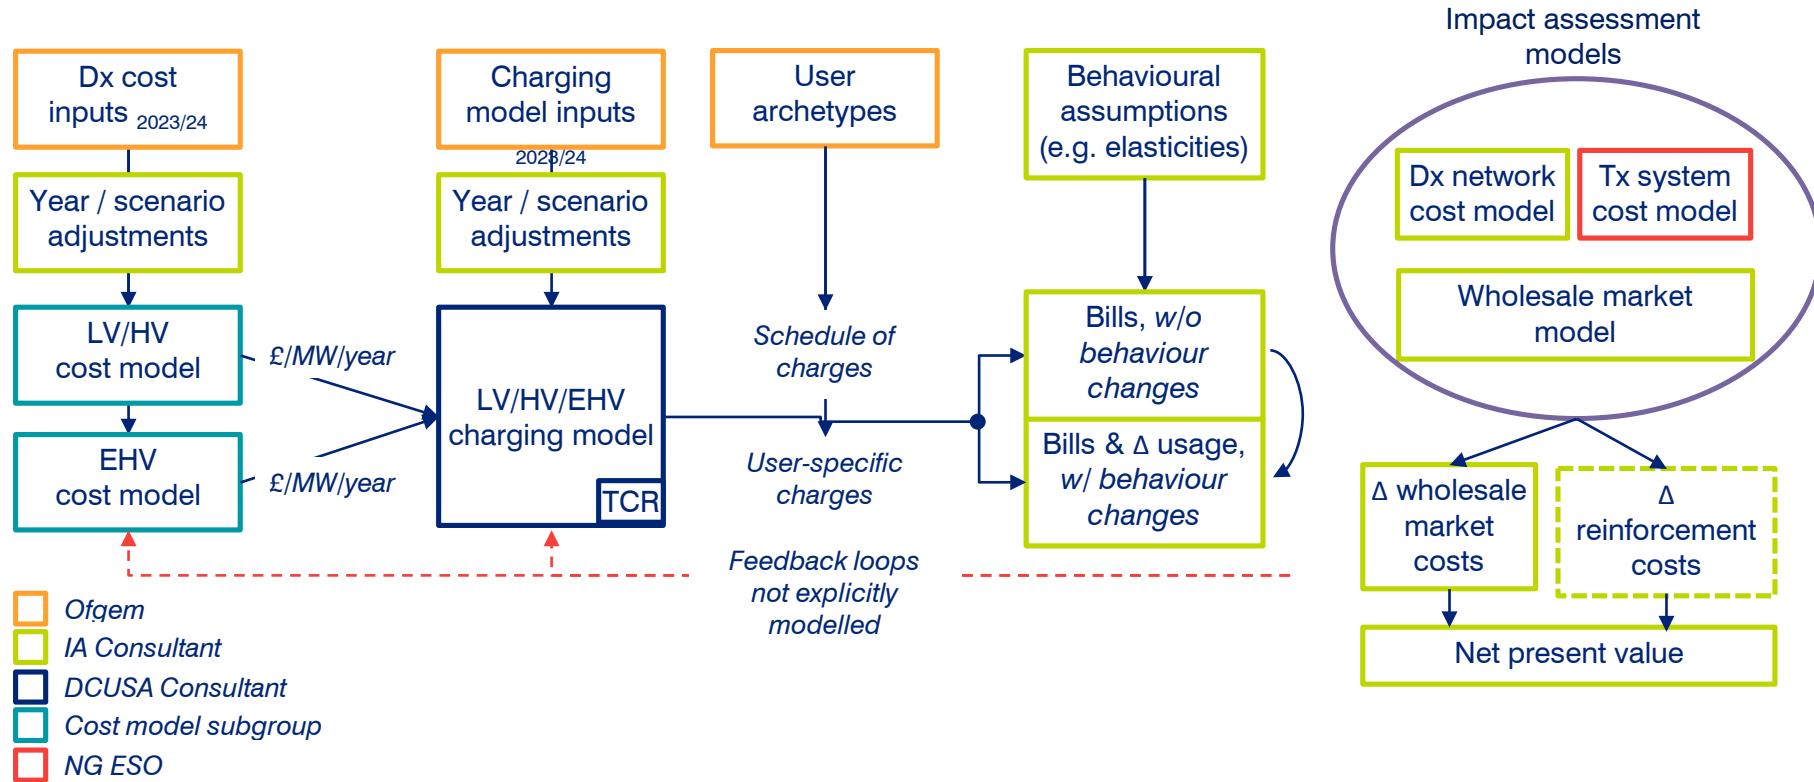 Impact assessment
models
Dx cost
inputs 2023/24
Charging
model inputs
2023/24
User
archetypes
Behavioural
assumptions
(e.g. elasticities)
Year / scenario
adjustments
Year / scenario
adjustments
Dx network
cost model
Tx system
cost model
Wholesale market
model
LV/HV
cost model
£/MW/year
EHV
cost model
£/MW/year
LV/HV/EHV
charging model
TCR
Schedule of
charges
User-specific
charges
Bills, w/o
behaviour
changes
Bills & Δ usage,
w/ behaviour
changes
Δ wholesale
market
costs
Δ
reinforcement
costs
Net present value
Feedback loops
not explicitly
modelled
Ofgem
IA Consultant
DCUSA Consultant
Cost model subgroup
NG ESO